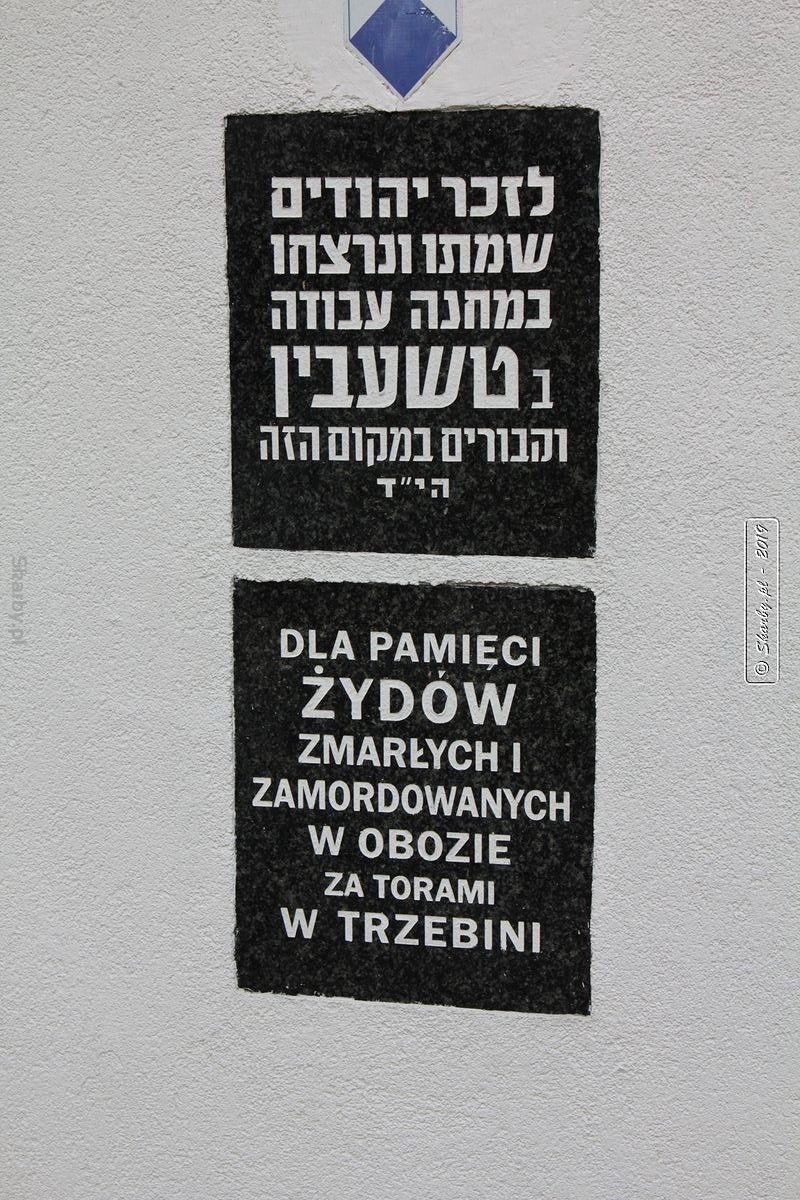 לזכר יהודים
שמתו ונרצחו
במחנה עבודה
ב טשעבין
וקבורים במקום הזה
הי״ד
DLA PAMIĘCI
ŻYDÓW
ZMARŁYCH I
ZAMORDOWANYCH
W OBOZIE
ZA TORAMI
W TRZEBINI
© Skarby.pl - 2019
Skarby.pl